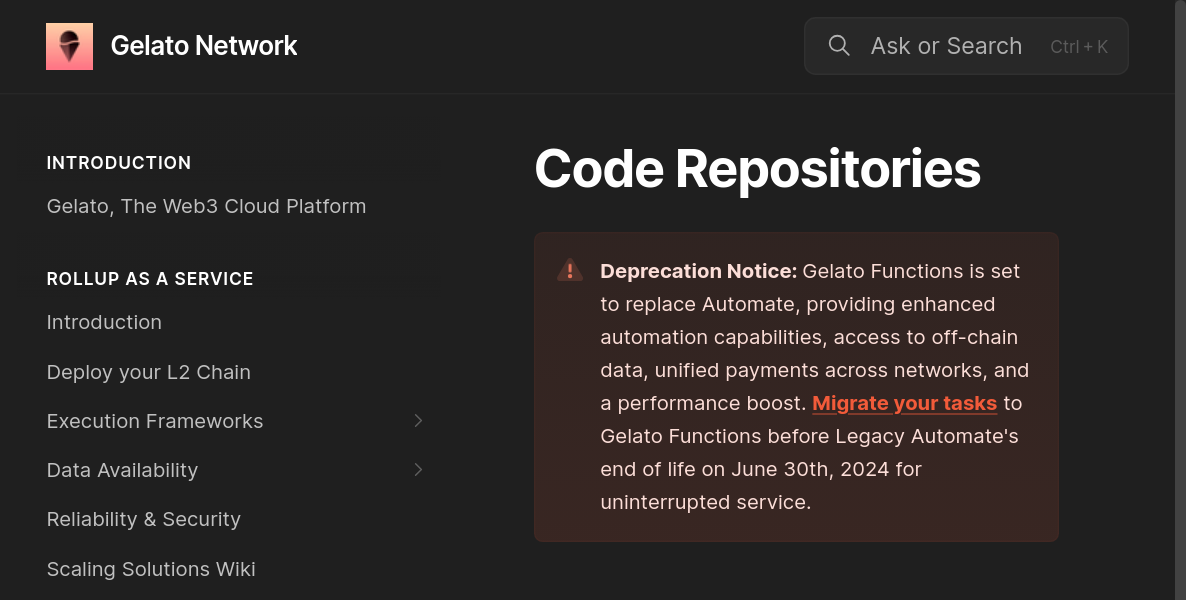 Gelato Network
Ask or Search Ctrl + K
INTRODUCTION
Gelato, The Web3 Cloud Platform
ROLLUP AS A SERVICE
Introduction
Deploy your L2 Chain
Execution Frameworks
Data Availability
Reliability & Security
Scaling Solutions Wiki
Code Repositories
Deprecation Notice: Gelato Functions is set
to replace Automate, providing enhanced
automation capabilities, access to off-chain
data, unified payments across networks, and
a performance boost. Migrate your tasks to
Gelato Functions before Legacy Automate's
end of life on June 30th, 2024 for
uninterrupted service.